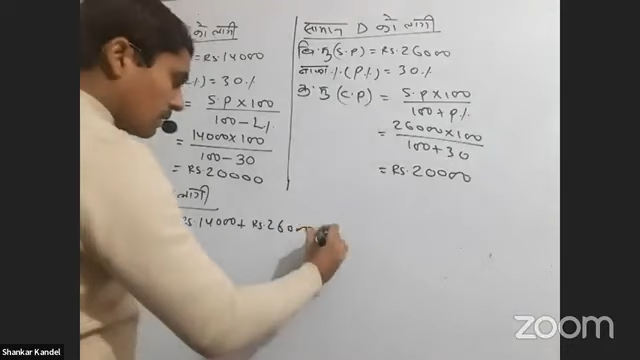 को लागी
= RS.14000
) = 30%
= S.P × 100
100 - L%
= 14000 × 100
100 - 30
= RS. 20000
लागी
RS.14000 + RS.260
सामान D को लागी
वि.मु (S.P) = RS. 26000
नाफा % (P%) = 30%
क्र.मु (C.P) = S.P × 100
100 + P%
= 26000 × 100
100 + 30
= RS. 20000
zoom
Shankar Kandel